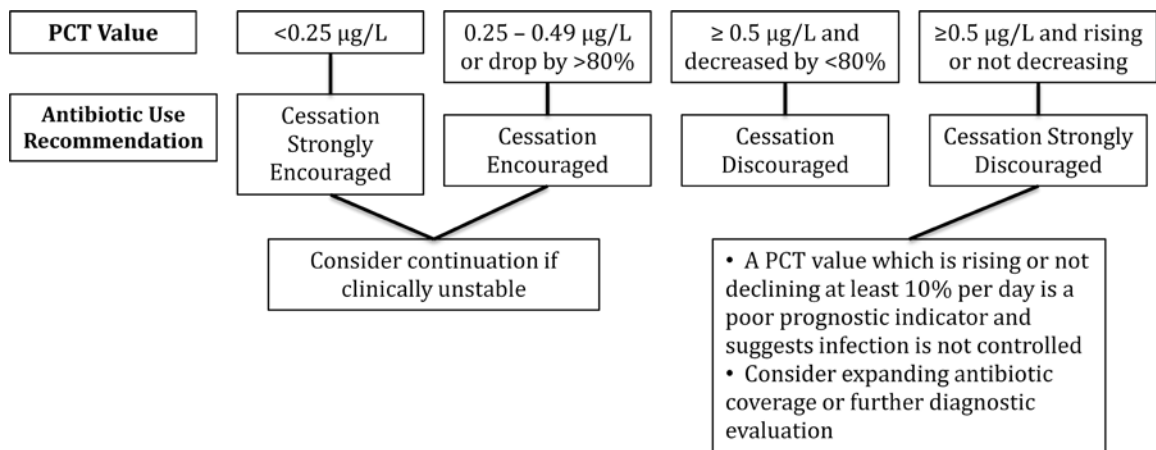 PCT Value
<0.25 μg/L
0.25 – 0.49 μg/L
or drop by >80%
≥ 0.5 μg/L and
decreased by <80%
≥0.5 μg/L and rising
or not decreasing
Antibiotic Use
Recommendation
Cessation
Strongly
Encouraged
Cessation
Encouraged
Cessation
Discouraged
Cessation Strongly
Discouraged
Consider continuation if
clinically unstable
• A PCT value which is rising or not
declining at least 10% per day is a
poor prognostic indicator and
suggests infection is not controlled
• Consider expanding antibiotic
coverage or further diagnostic
evaluation